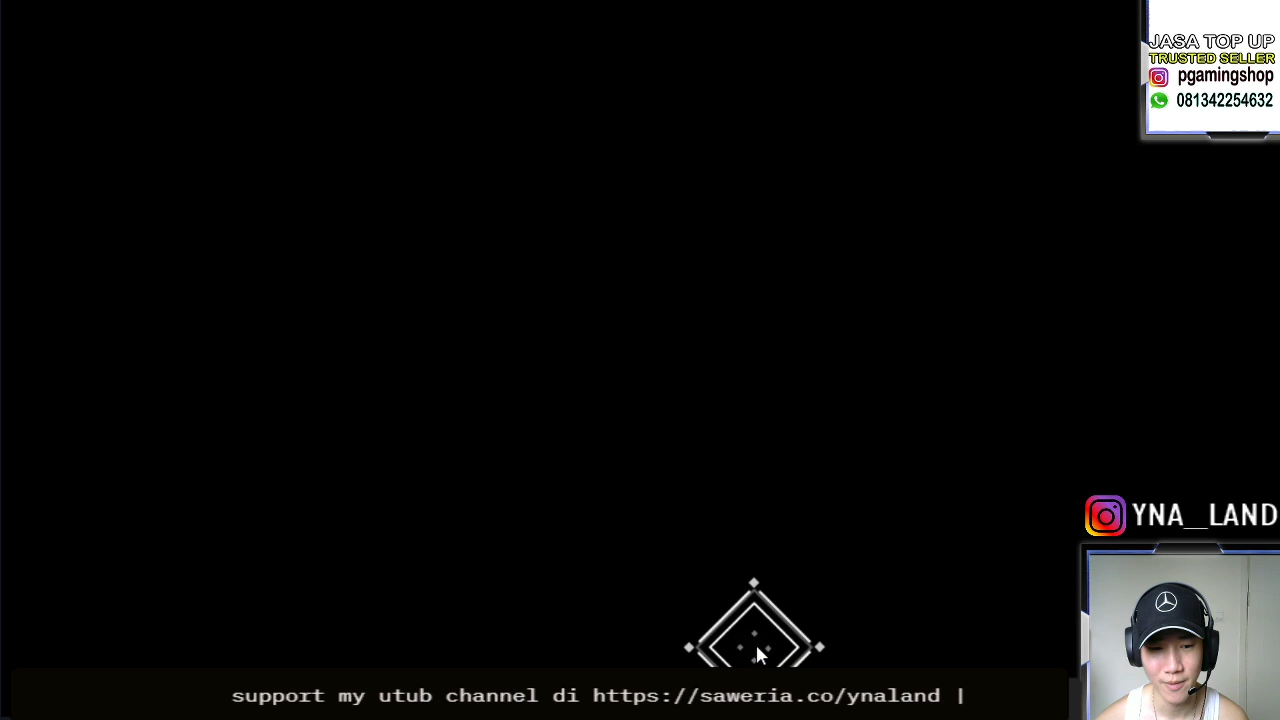 JASA TOP UP
TRUSTED SELLER
pgamingshop
081342254632
YNA__LAND
support my utub channel di https://saweria.co/ynaland |